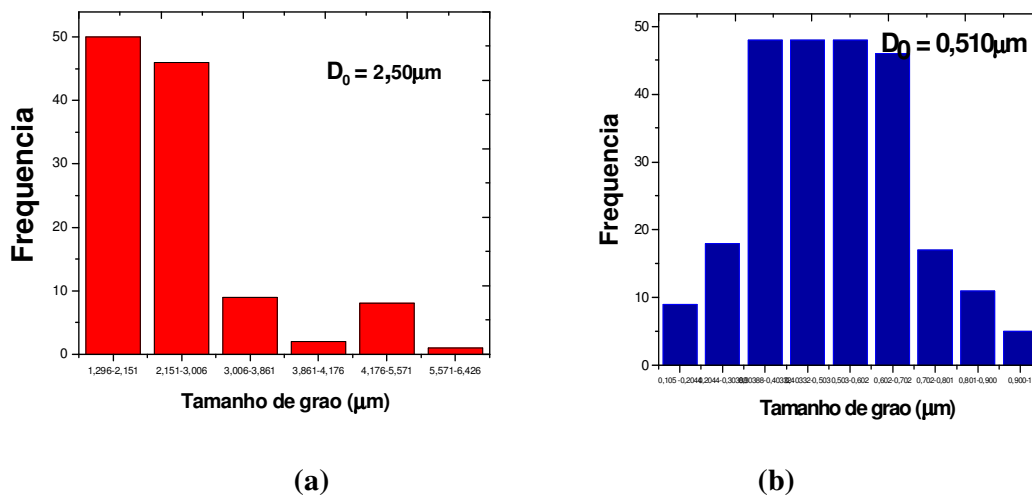 50
40
30
20
10
0
Frequencia
D0 = 2,50µm
1,296-2,151
2,151-3,006
3,006-3,861
3,861-4,176
4,176-5,571
5,571-6,426
Tamanho de grao (µm)
(a)
50
40
30
20
10
0
Frequencia
D0 = 0,510µm
0,503-0,602
0,602-0,702
0,702-0,801
0,801-0,900
0,900-1
Tamanho de grao (µm)
(b)